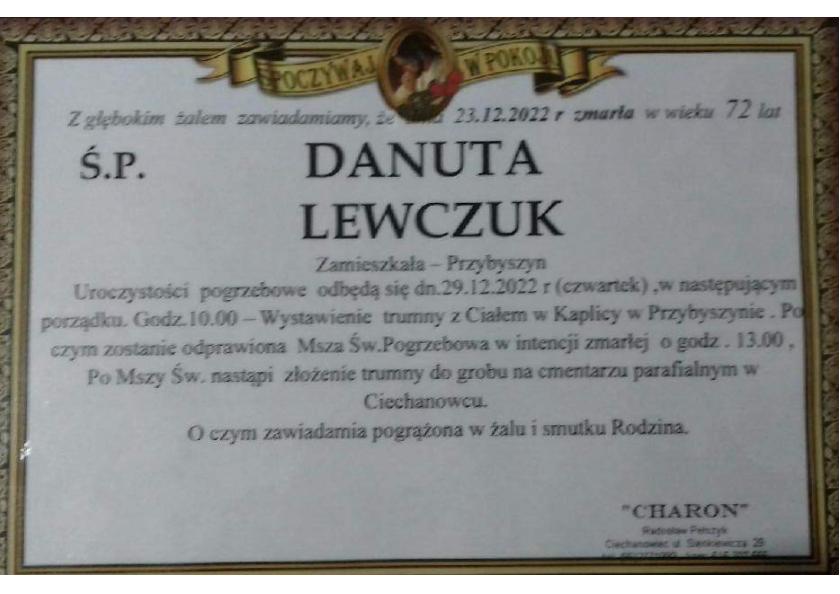 POCZYWAJ W POKOJU
Z głębokim żalem zawiadamiamy, że dnia 23.12.2022 r zmarła w wieku 72 lat
Ś.P. DANUTA
LEWCZUK
Zamieszkała – Przybyszyn
Uroczystości pogrzebowe odbędą się dn.29.12.2022 r (czwartek) ,w następującym
porządku. Godz.10.00 – Wystawienie trumny z Ciałem w Kaplicy w Przybyszynie . Po
czym zostanie odprawiona Msza Św.Pogrzebowa w intencji zmarłej o godz . 13.00 ,
Po Mszy Św. nastąpi złożenie trumny do grobu na cmentarzu parafialnym w
Ciechanowcu.
O czym zawiadamia pogrążona w żalu i smutku Rodzina.
"CHARON"
Radosław
Ciechanowiec ul. Sienkiewicza 29